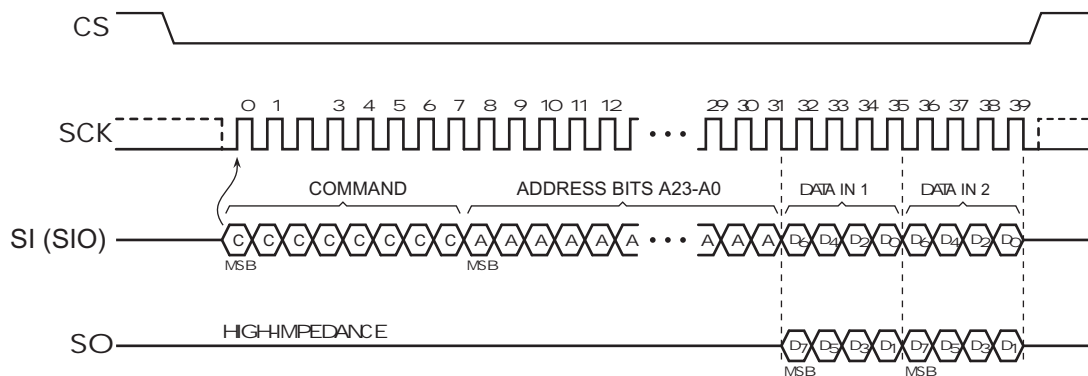 CS
0 1 3 4 5 6 7 8 9 10 11 12 29 30 31 32 33 34 35 36 37 38 39
SCK
COMMAND ADDRESS BITS A23-A0 DATA IN 1 DATA IN 2
SI (SIO) C C C C C C C C A A A A A A • • • A A A D6 D4 D2 D0 D6 D4 D2 D0
MSB MSB
HIGH-IMPEDANCE
SO D7 D5 D3 D1 D7 D5 D3 D1
MSB MSB